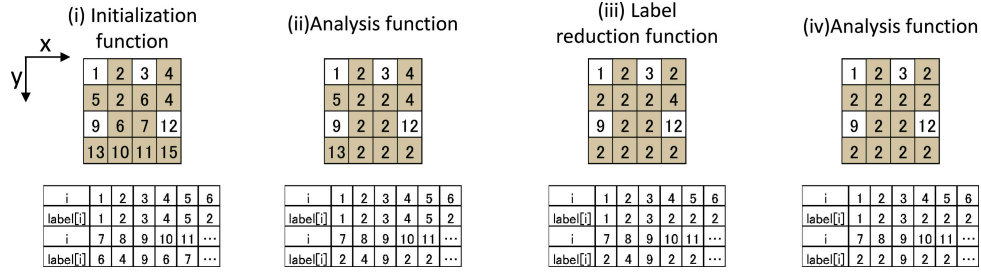 (i) Initialization
function
(ii)Analysis function
(iii) Label
reduction function
(iv)Analysis function
x
y
1 2 3 4
5 2 6 4
9 6 7 12
13 10 11 15
1 2 3 4
5 2 2 4
9 2 2 12
13 2 2 2
1 2 3 2
2 2 2 4
9 2 2 12
2 2 2 2
1 2 3 2
2 2 2 2
9 2 2 12
2 2 2 2
i 1 2 3 4 5 6
label[i] 1 2 3 4 5 2
i 7 8 9 10 11 ⋯
label[i] 6 4 9 6 7 ⋯
i 1 2 3 4 5 6
label[i] 1 2 3 4 5 2
i 7 8 9 10 11 ⋯
label[i] 2 4 9 2 2 ⋯
i 1 2 3 4 5 6
label[i] 1 2 3 2 2 2
i 7 8 9 10 11 ⋯
label[i] 2 4 9 2 2 ⋯
i 1 2 3 4 5 6
label[i] 1 2 3 2 2 2
i 7 8 9 10 11 ⋯
label[i] 2 2 9 2 2 ⋯